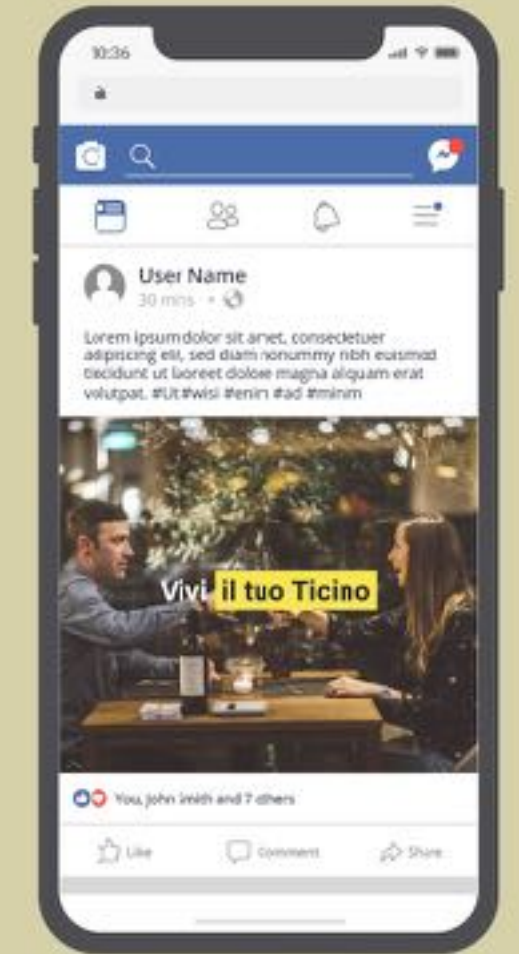 10:36
User Name
30 mins
Lorem ipsum dolor sit amet, consectetuer
adipiscing elit, sed diam nonummy nibh euismod
tincidunt ut laoreet dolore magna aliquam erat
volutpat. #Ut #wisi #enim #ad #minim
Vivi il tuo Ticino
You, John Smith and 7 others
Like Comment Share